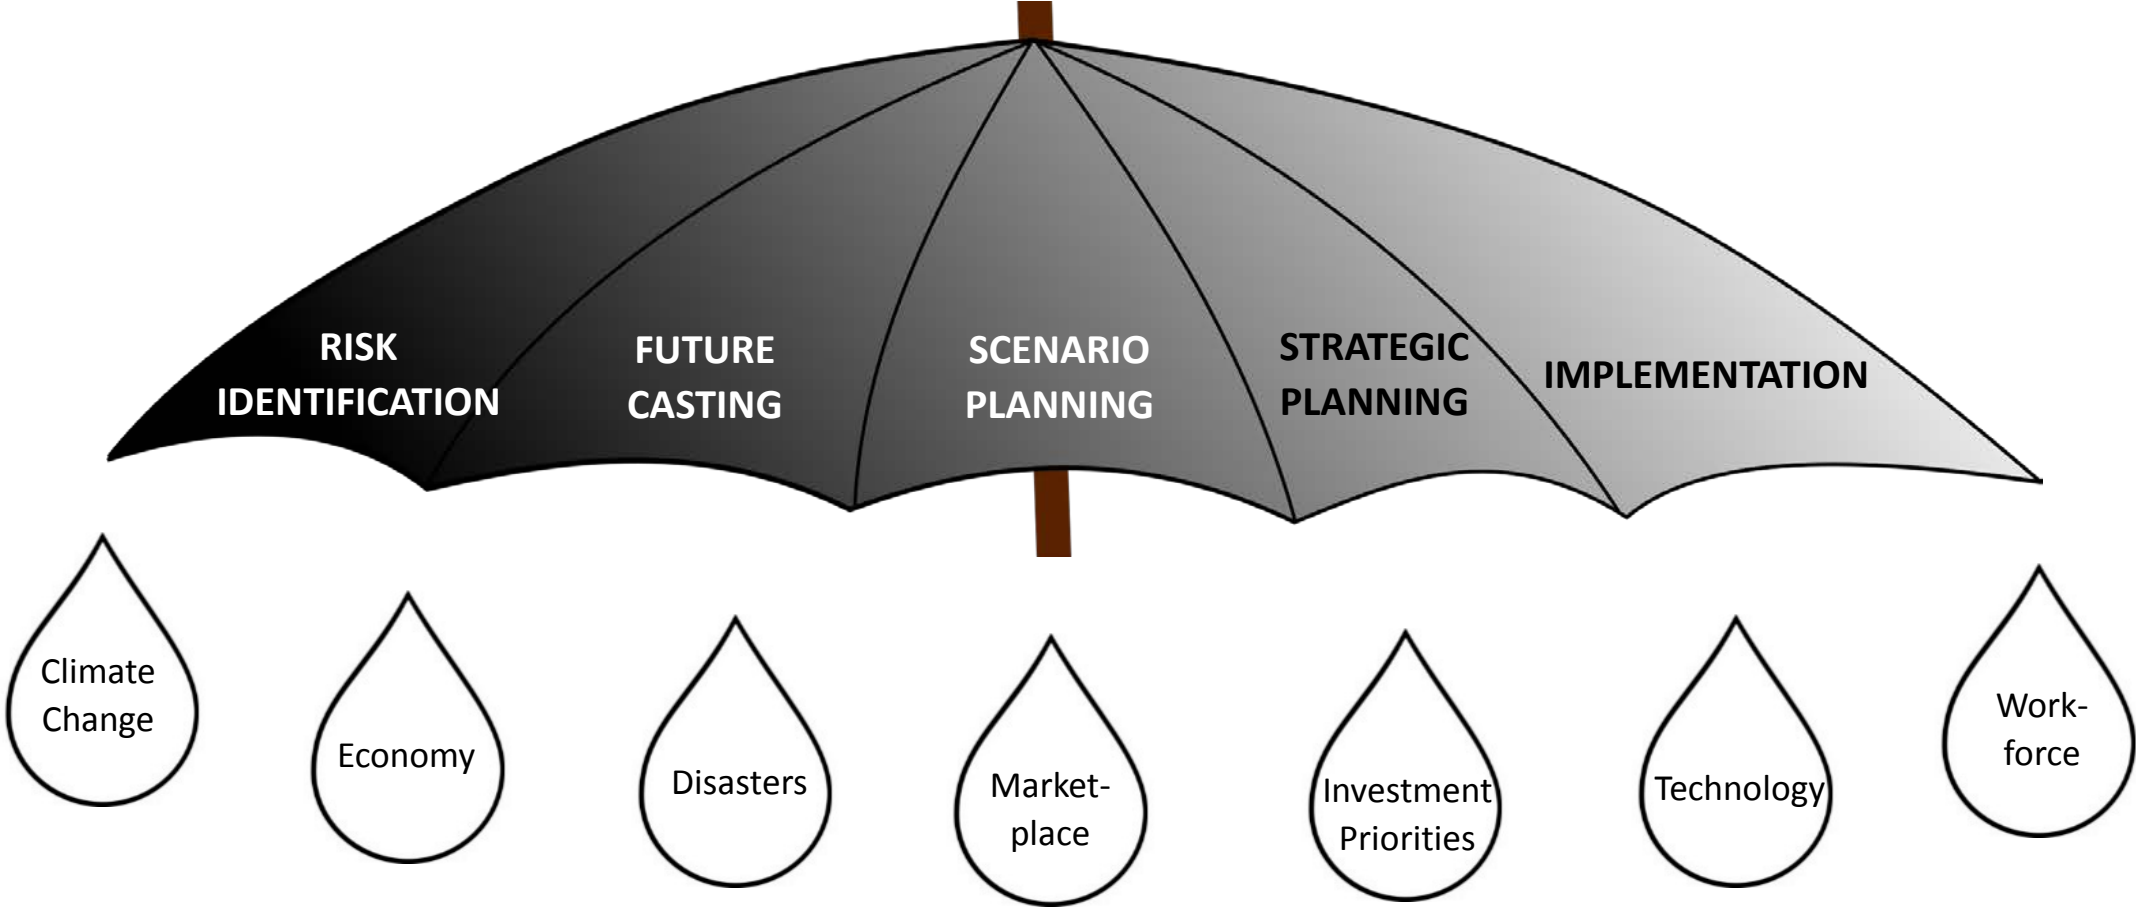 RISK
IDENTIFICATION
FUTURE
CASTING
SCENARIO
PLANNING
STRATEGIC
PLANNING
IMPLEMENTATION
Climate
Change
Economy
Disasters
Market-
place
Investment
Priorities
Technology
Work-
force